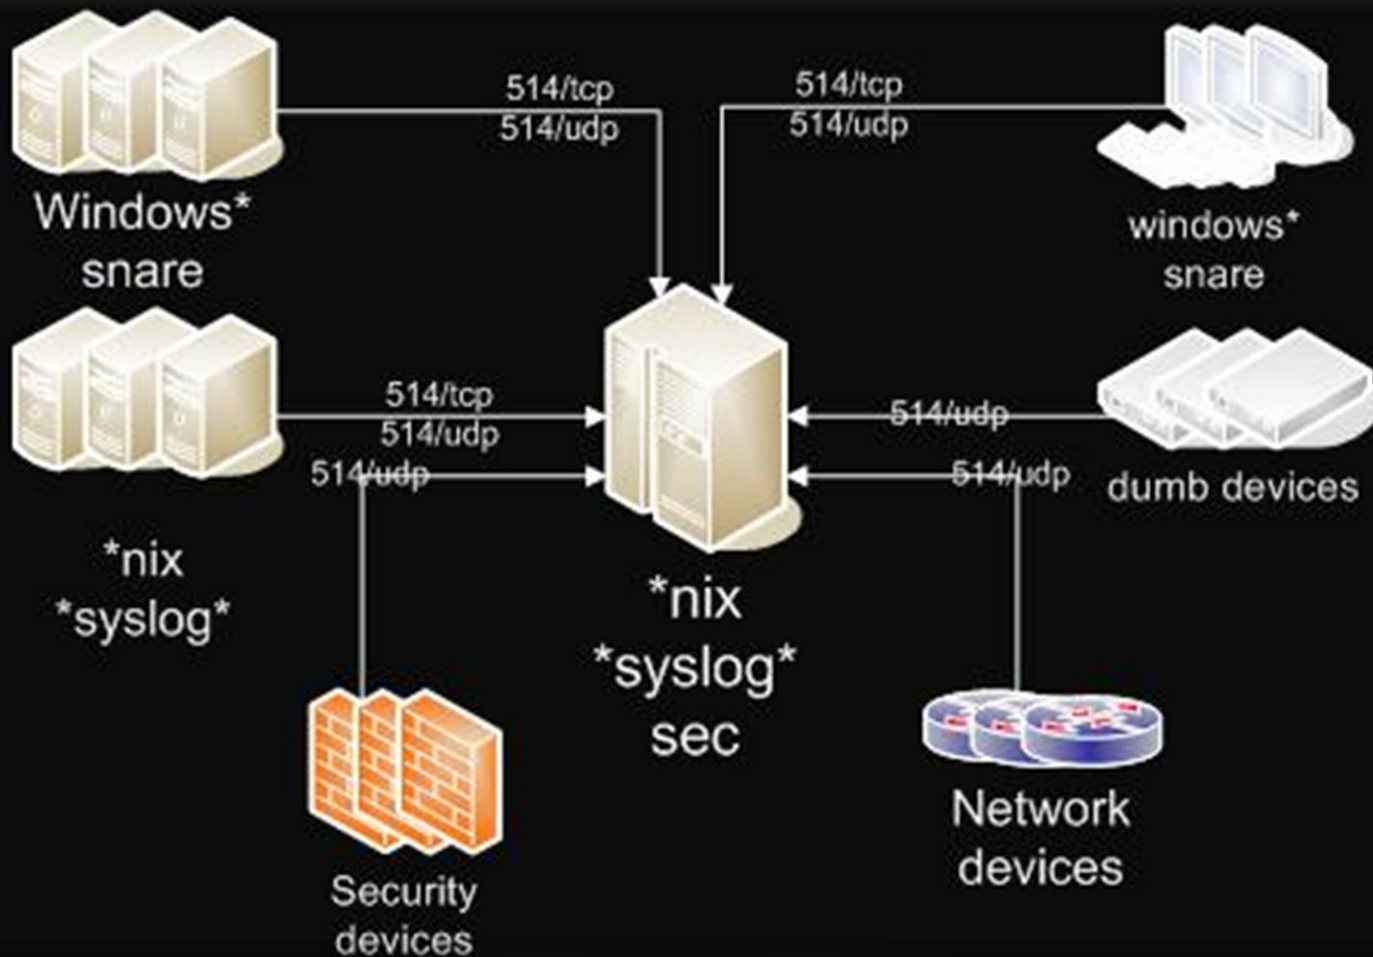 514/tcp
514/udp
514/tcp
514/udp
Windows*
snare
windows*
snare
514/tcp
514/udp
514/udp
514/udp
514/udp
dumb devices
*nix
*syslog*
*nix
*syslog*
sec
Security
devices
Network
devices